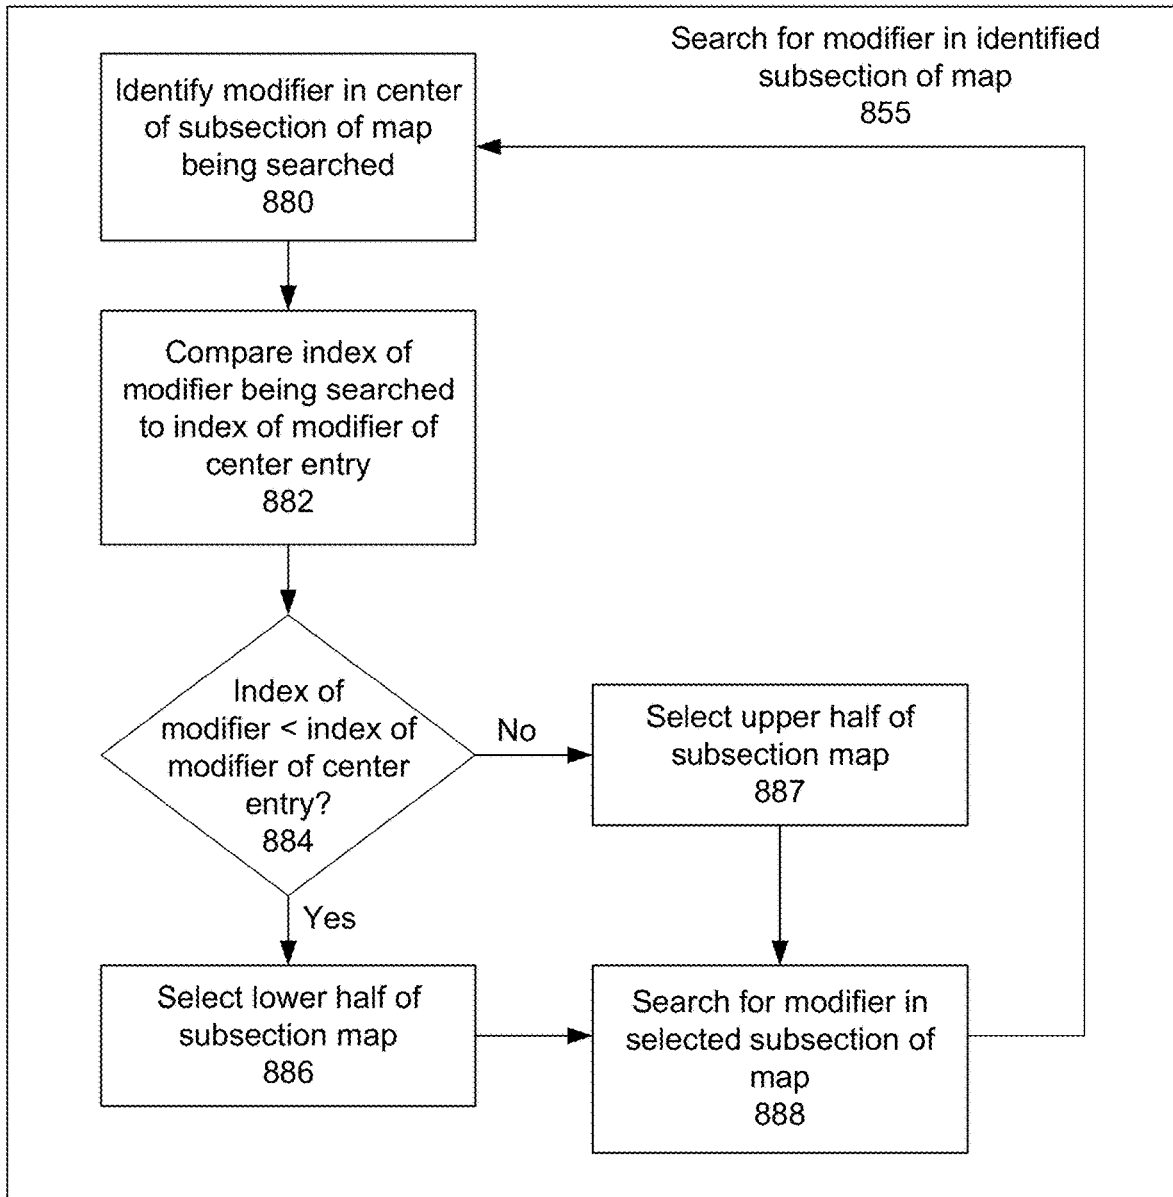 Search for modifier in identified
subsection of map
855
Identify modifier in center
of subsection of map
being searched
880
Compare index of
modifier being searched
to index of modifier of
center entry
882
Index of
modifier < index of
modifier of center
entry?
884
No
Select upper half of
subsection map
887
Yes
Select lower half of
subsection map
886
Search for modifier in
selected subsection of
map
888